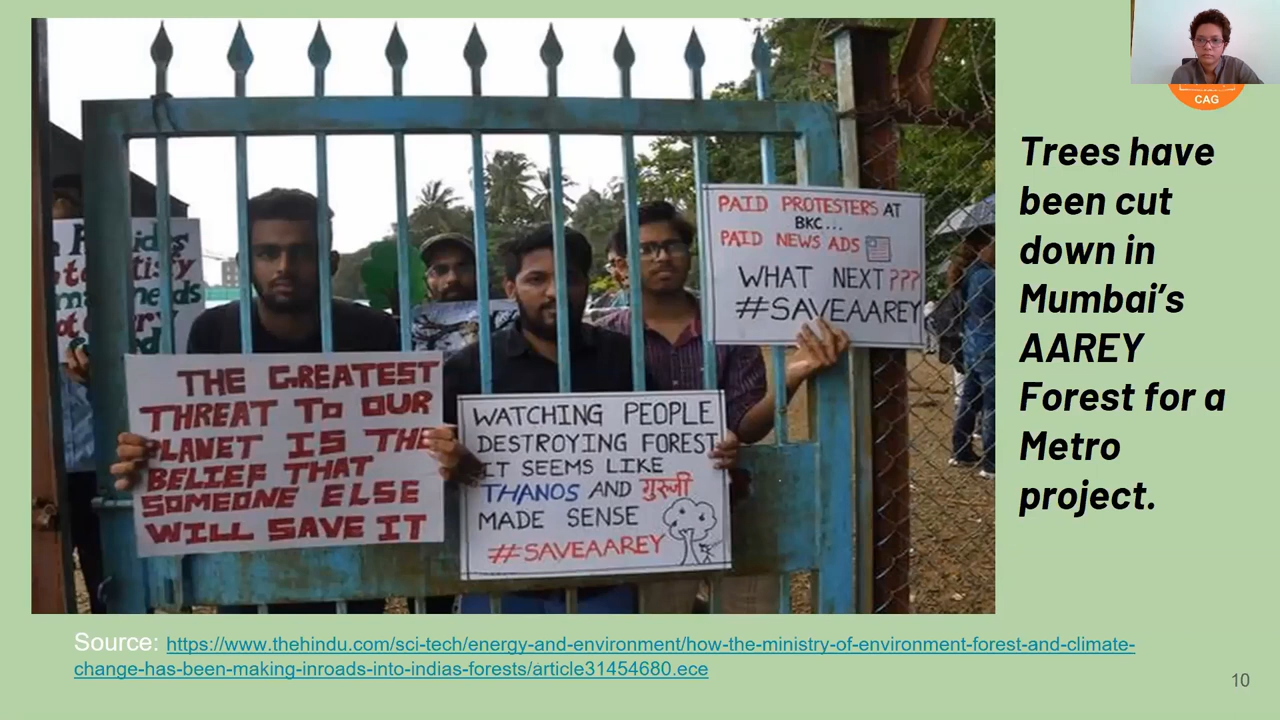 CAG
Trees have
been cut
down in
Mumbai's
AAREY
Forest for a
Metro
project.
THE GREATEST
THREAT TO OUR
PLANET IS THE
BELIEF THAT
SOMEONE ELSE
WILL SAVE IT
WATCHING PEOPLE
DESTROYING FOREST
IT SEEMS LIKE
THANOS AND गुरुजी
MADE SENSE
#SAVEAAREY
PAID PROTESTERS AT
BKC...
PAID NEWS ADS
WHAT NEXT ???
#SAVEAAREY
Source: https://www.thehindu.com/sci-tech/energy-and-environment/how-the-ministry-of-environment-forest-and-climate-
change-has-been-making-inroads-into-indias-forests/article31454680.ece
10